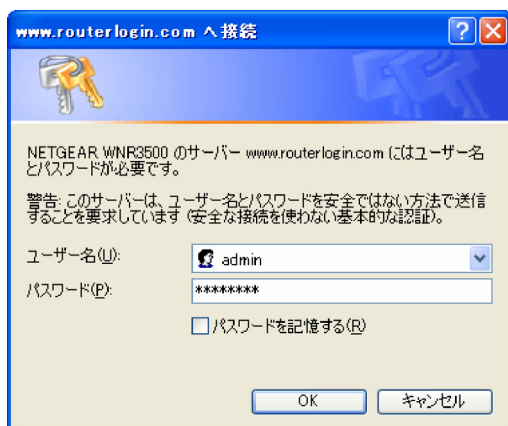 www.routerlogin.com へ接続
NETGEAR WNR3500 のサーバー www.routerlogin.com にはユーザー名
とパスワードが必要です。
警告: このサーバーは、ユーザー名とパスワードを安全ではない方法で送信
することを要求しています (安全な接続を使わない基本的な認証)。
ユーザー名(U):
admin
パスワード(P):
********
パスワードを記憶する(R)
OK
キャンセル